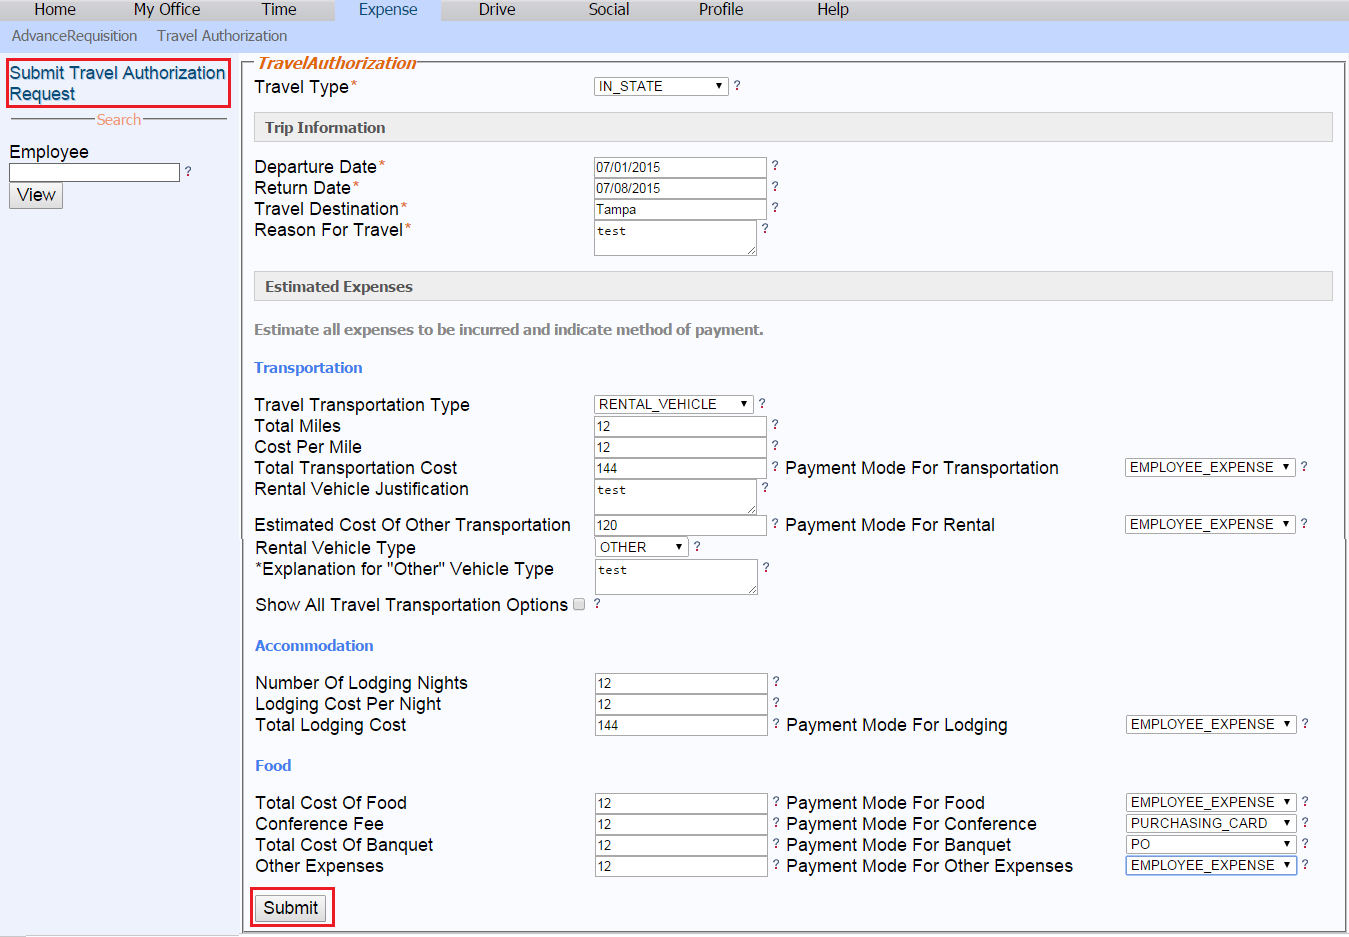 Home My Office Time Expense Drive Social Profile Help
AdvanceRequisition Travel Authorization
Submit Travel Authorization
Request
Search
Employee
?
View
TravelAuthorization
Travel Type* IN_STATE ?
Trip Information
Departure Date* 07/01/2015 ?
Return Date* 07/08/2015 ?
Travel Destination* Tampa ?
Reason For Travel* test ?
Estimated Expenses
Estimate all expenses to be incurred and indicate method of payment.
Transportation
Travel Transportation Type RENTAL_VEHICLE ?
Total Miles 12 ?
Cost Per Mile 12 ?
Total Transportation Cost 144 ? Payment Mode For Transportation EMPLOYEE_EXPENSE ?
Rental Vehicle Justification test ?
Estimated Cost Of Other Transportation 120 ? Payment Mode For Rental EMPLOYEE_EXPENSE ?
Rental Vehicle Type OTHER ?
*Explanation for "Other" Vehicle Type test ?
Show All Travel Transportation Options ?
Accommodation
Number Of Lodging Nights 12 ?
Lodging Cost Per Night 12 ?
Total Lodging Cost 144 ? Payment Mode For Lodging EMPLOYEE_EXPENSE ?
Food
Total Cost Of Food 12 ? Payment Mode For Food EMPLOYEE_EXPENSE ?
Conference Fee 12 ? Payment Mode For Conference PURCHASING_CARD ?
Total Cost Of Banquet 12 ? Payment Mode For Banquet PO ?
Other Expenses 12 ? Payment Mode For Other Expenses EMPLOYEE_EXPENSE ?
Submit